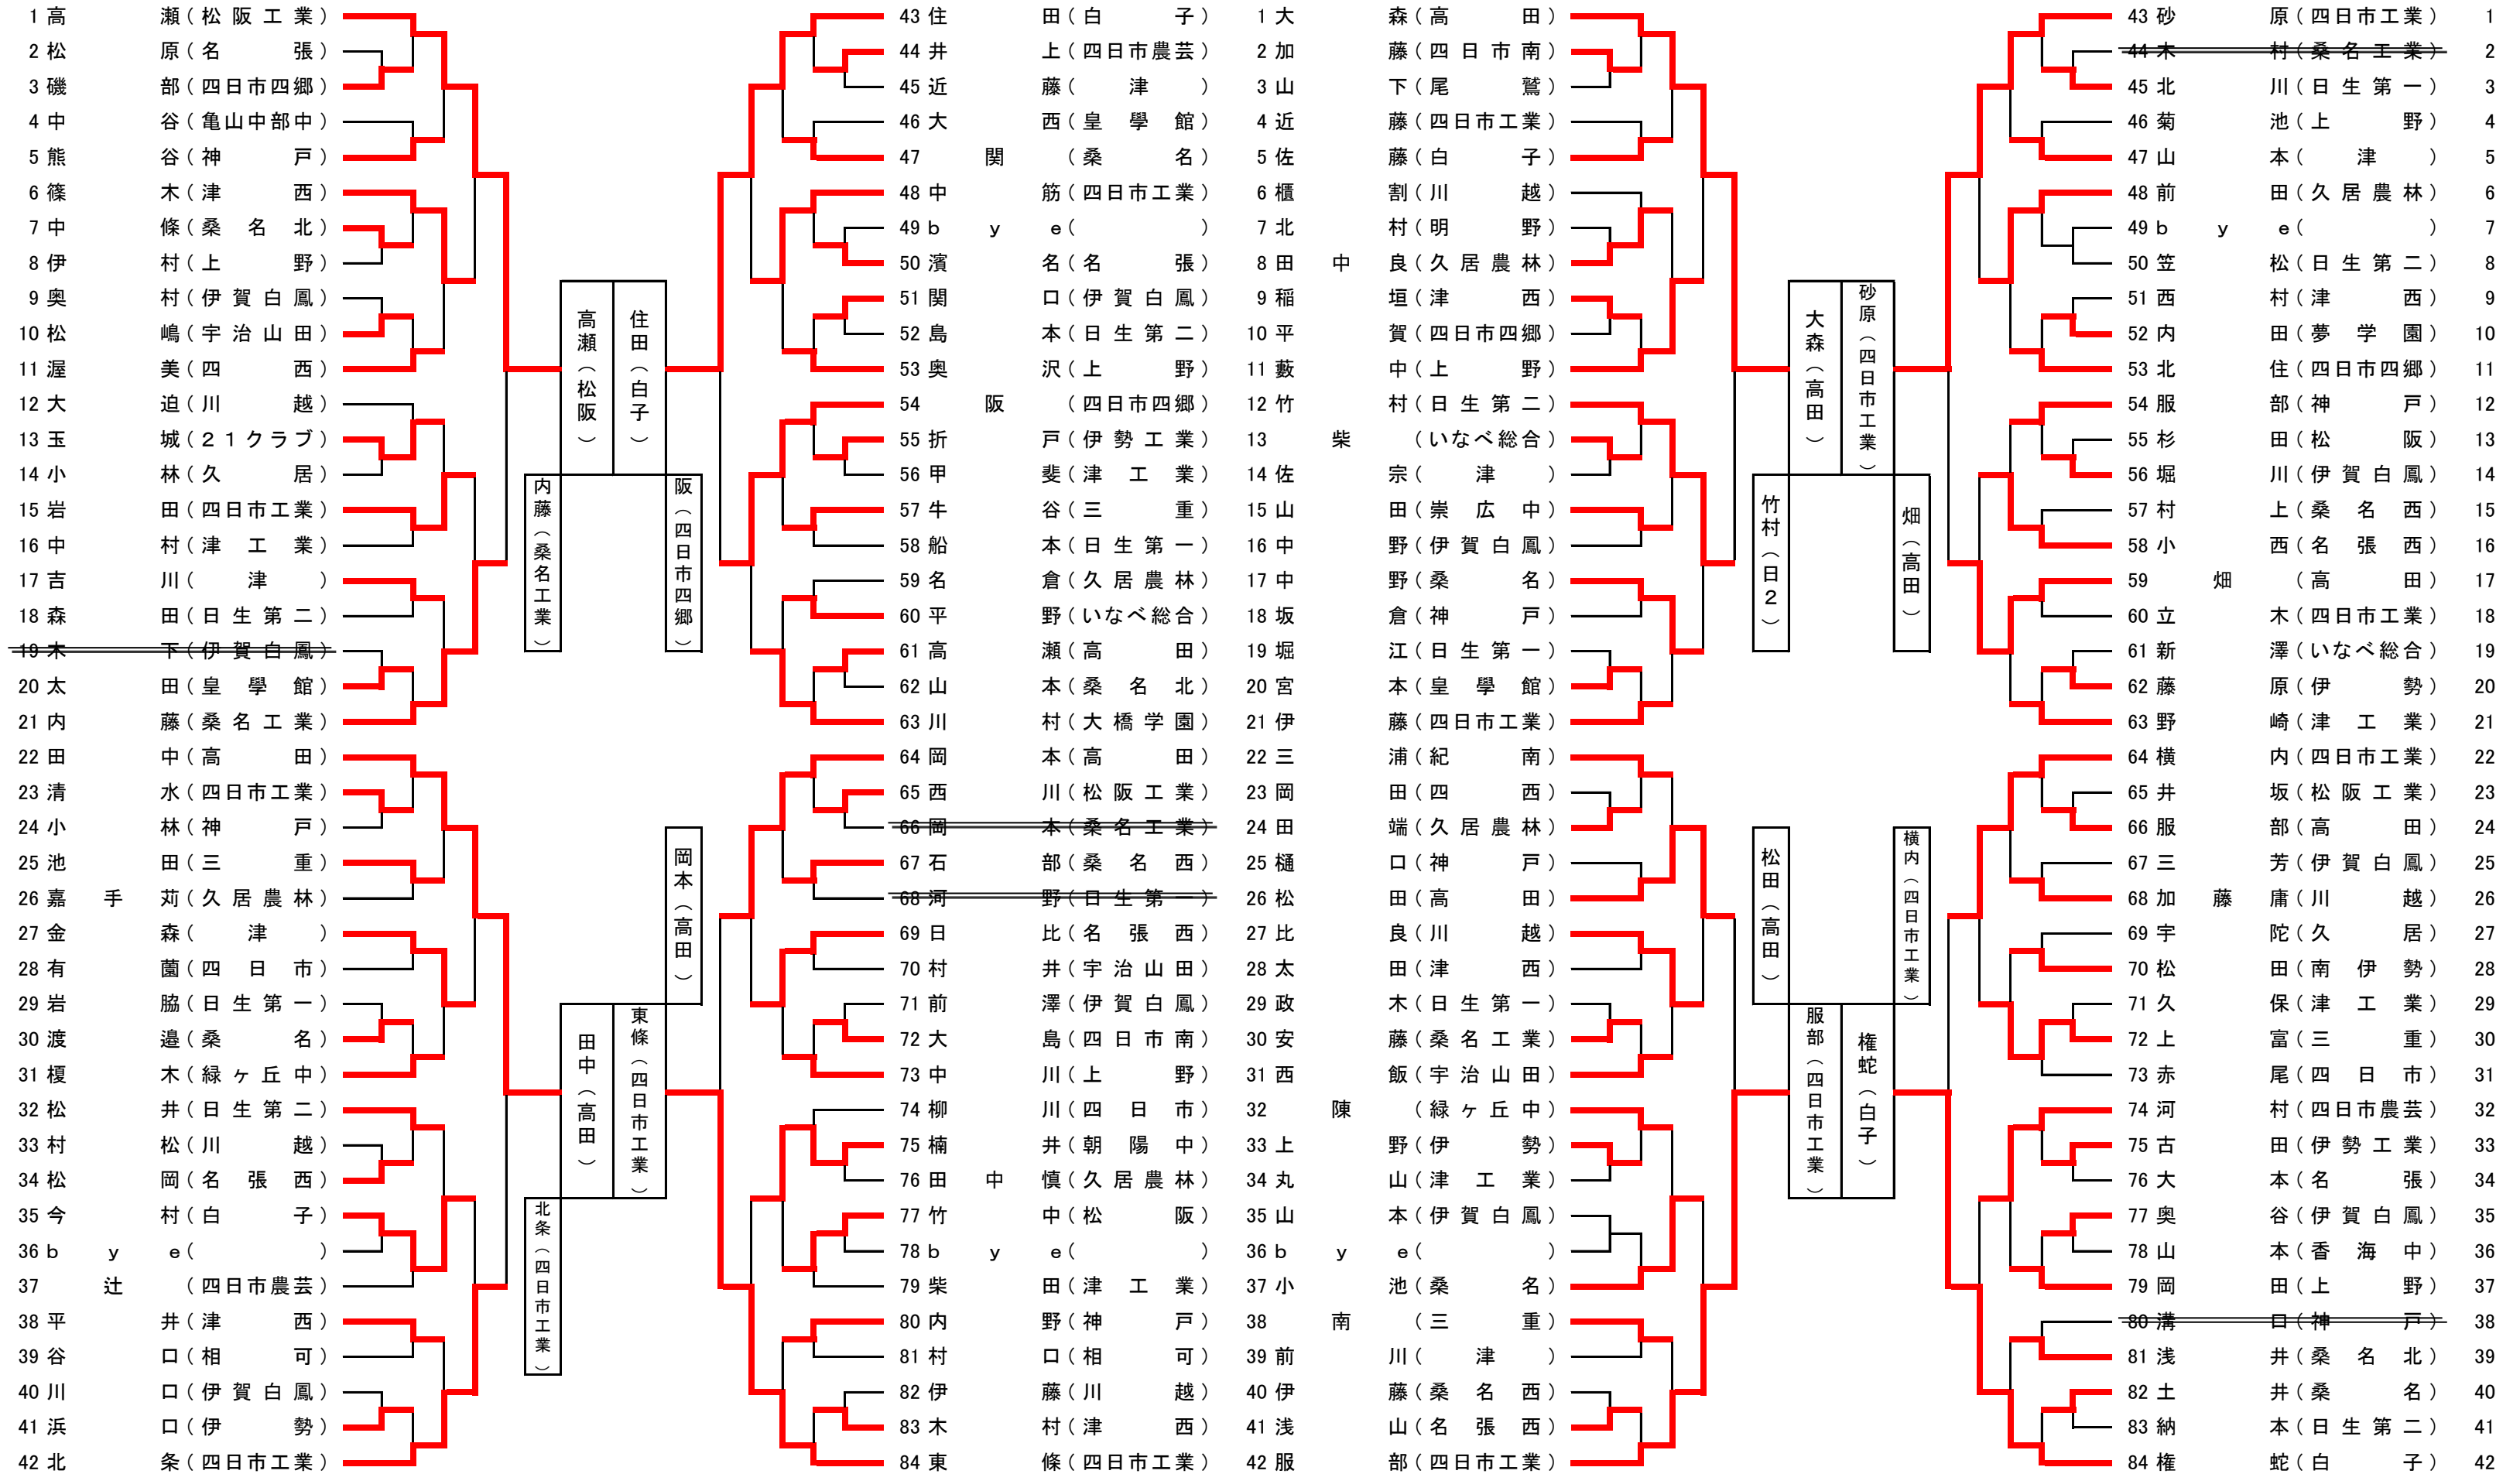 1 高瀬(松阪工業)
2 松原(名張)
3 磯部(四日市四郷)
4 中谷(亀山中部中)
5 熊谷(神戸)
6 篠木(津西)
7 中條(桑名北)
8 伊村(上野)
9 奥村(伊賀白鳳)
10 松嶋(宇治山田)
11 渥美(四西)
12 大迫(川越)
13 玉城(21クラブ)
14 小林(久居)
15 岩田(四日市工業)
16 中村(津工業)
17 吉川(津)
18 森田(日生第二)
19 木下(伊賀白鳳)
20 太田(皇學館)
21 内藤(桑名工業)
22 田中(高田)
23 清水(四日市工業)
24 小林(神戸)
25 池田(三重)
26 嘉手苅(久居農林)
27 金森(津)
28 有薗(四日市)
29 岩脇(日生第一)
30 渡邉(桑名)
31 榎木(緑ヶ丘中)
32 松井(日生第二)
33 村松(川越)
34 松岡(名張西)
35 今村(白子)
36 bye()
37 辻(四日市農芸)
38 平井(津西)
39 谷口(相可)
40 川口(伊賀白鳳)
41 浜口(伊勢)
42 北条(四日市工業)
高瀬(松阪)
住田(白子)
内藤(桑名工業)
阪(四日市四郷)
岡本(高田)
田中(高田)
東條(四日市工業)
北条(四日市工業)
43 住田(白子)
44 井上(四日市農芸)
45 近藤(津)
46 大西(皇學館)
47 関(桑名)
48 中筋(四日市工業)
49 bye()
50 濱名(名張)
51 関口(伊賀白鳳)
52 島本(日生第二)
53 奥沢(上野)
54 阪(四日市四郷)
55 折戸(伊勢工業)
56 甲斐(津工業)
57 牛谷(三重)
58 船本(日生第一)
59 名倉(久居農林)
60 平野(いなべ総合)
61 高瀬(高田)
62 山本(桑名北)
63 川村(大橋学園)
64 岡本(高田)
65 西川(松阪工業)
66 岡本(桑名工業)
67 石部(桑名西)
68 河野(日生第一)
69 日比(名張西)
70 村井(宇治山田)
71 前澤(伊賀白鳳)
72 大島(四日市南)
73 中川(上野)
74 柳川(四日市)
75 楠井(朝陽中)
76 田中慎(久居農林)
77 竹中(松阪)
78 bye()
79 柴田(津工業)
80 内野(神戸)
81 村口(相可)
82 伊藤(川越)
83 木村(津西)
84 東條(四日市工業)
1 大森(高田)
2 加藤(四日市南)
3 山下(尾鷲)
4 近藤(四日市工業)
5 佐藤(白子)
6 櫃割(川越)
7 北村(明野)
8 田中良(久居農林)
9 稲垣(津西)
10 平賀(四日市四郷)
11 藪中(上野)
12 竹村(日生第二)
13 柴(いなべ総合)
14 佐宗(津)
15 山田(崇広中)
16 中野(伊賀白鳳)
17 中野(桑名)
18 坂倉(神戸)
19 堀江(日生第一)
20 宮本(皇學館)
21 伊藤(四日市工業)
22 三浦(紀南)
23 岡田(四西)
24 田端(久居農林)
25 樋口(神戸)
26 松田(高田)
27 比良(川越)
28 太田(津西)
29 政木(日生第一)
30 安藤(桑名工業)
31 西飯(宇治山田)
32 陳(緑ヶ丘中)
33 上野(伊勢)
34 丸山(津工業)
35 山本(伊賀白鳳)
36 bye()
37 小池(桑名)
38 南(三重)
39 前川(津)
40 伊藤(桑名西)
41 浅山(名張西)
42 服部(四日市工業)
大森(高田)
砂原(四日市工業)
竹村(日2)
畑(高田)
松田(高田)
横内(四日市工業)
服部(四日市工業)
権蛇(白子)
43 砂原(四日市工業) 1
44 木村(桑名工業) 2
45 北川(日生第一) 3
46 菊池(上野) 4
47 山本(津) 5
48 前田(久居農林) 6
49 bye() 7
50 笠松(日生第二) 8
51 西村(津西) 9
52 内田(夢学園) 10
53 北住(四日市四郷) 11
54 服部(神戸) 12
55 杉田(松阪) 13
56 堀川(伊賀白鳳) 14
57 村上(桑名西) 15
58 小西(名張西) 16
59 畑(高田) 17
60 立木(四日市工業) 18
61 新澤(いなべ総合) 19
62 藤原(伊勢) 20
63 野崎(津工業) 21
64 横内(四日市工業) 22
65 井坂(松阪工業) 23
66 服部(高田) 24
67 三芳(伊賀白鳳) 25
68 加藤庸(川越) 26
69 宇陀(久居) 27
70 松田(南伊勢) 28
71 久保(津工業) 29
72 上富(三重) 30
73 赤尾(四日市) 31
74 河村(四日市農芸) 32
75 古田(伊勢工業) 33
76 大本(名張) 34
77 奥谷(伊賀白鳳) 35
78 山本(香海中) 36
79 岡田(上野) 37
80 溝口(神戸) 38
81 浅井(桑名北) 39
82 土井(桑名) 40
83 納本(日生第二) 41
84 権蛇(白子) 42